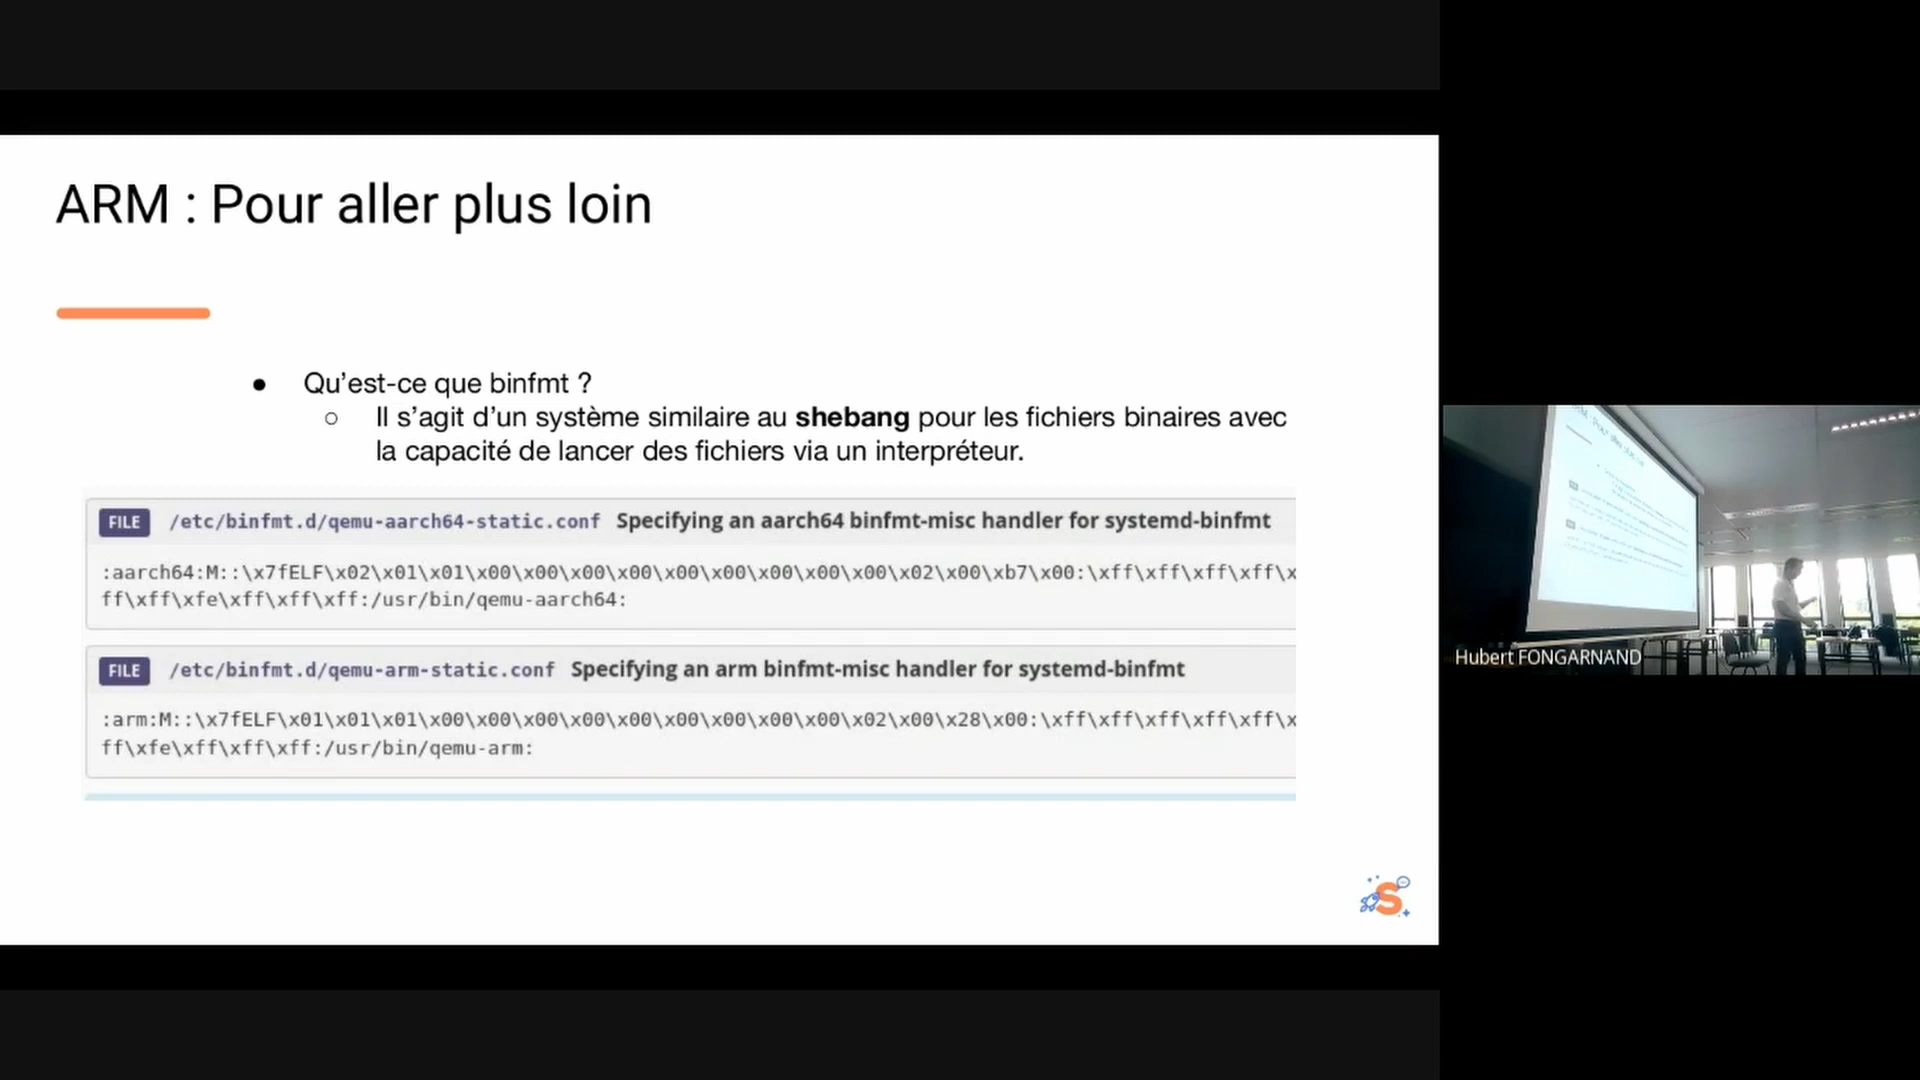 ARM : Pour aller plus loin
● Qu’est-ce que binfmt ?
○ Il s’agit d’un système similaire au shebang pour les fichiers binaires avec
la capacité de lancer des fichiers via un interpréteur.
FILE /etc/binfmt.d/qemu-aarch64-static.conf Specifying an aarch64 binfmt-misc handler for systemd-binfmt
:aarch64:M::\x7fELF\x02\x01\x01\x00\x00\x00\x00\x00\x00\x00\x00\x00\x02\x00\xb7\x00:\xff\xff\xff\xff\x
ff\xff\xfe\xff\xff\xff:/usr/bin/qemu-aarch64:
FILE /etc/binfmt.d/qemu-arm-static.conf Specifying an arm binfmt-misc handler for systemd-binfmt
:arm:M::\x7fELF\x01\x01\x01\x00\x00\x00\x00\x00\x00\x00\x00\x00\x02\x00\x28\x00:\xff\xff\xff\xff\xff\x
ff\xfe\xff\xff\xff:/usr/bin/qemu-arm:
S
Hubert FONGARNAND